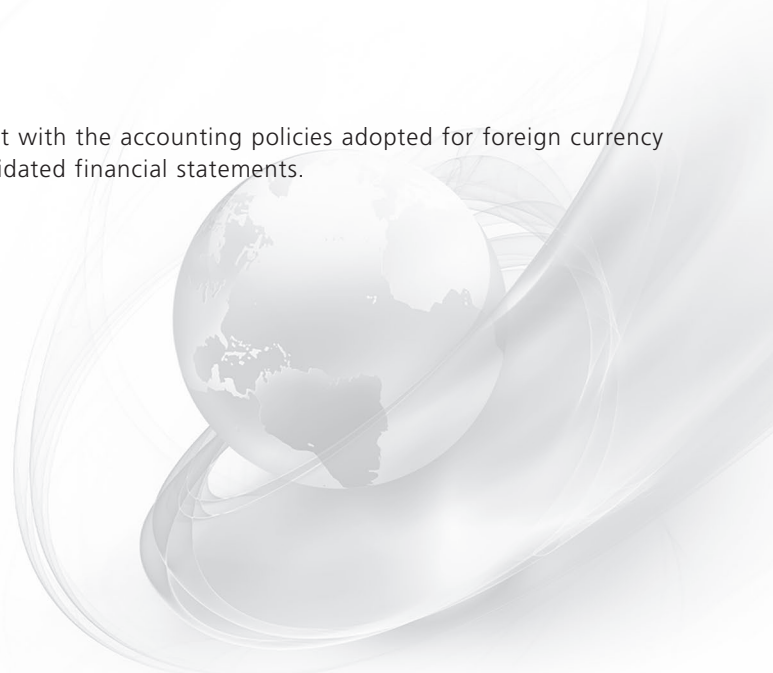 t with the accounting policies adopted for foreign currency
idated financial statements.